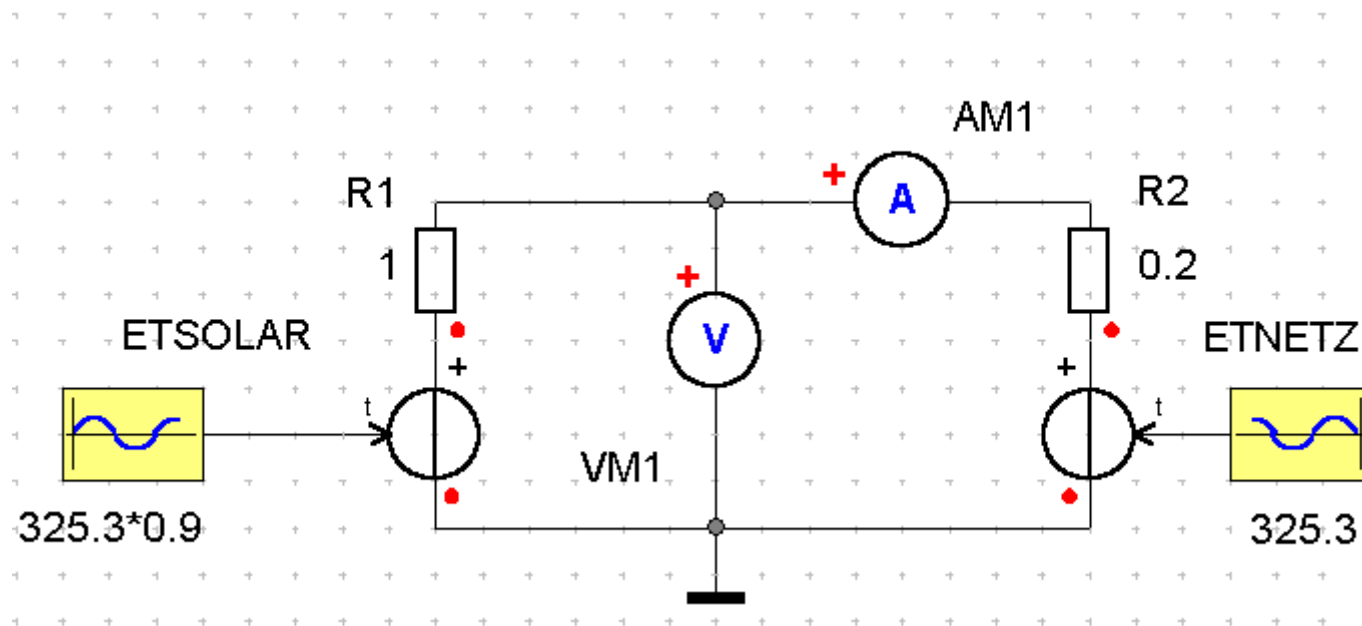 AM1
R1
A
R2
1
0.2
V
ETSOLAR
ETNETZ
t
t
VM1
325.3*0.9
325.3